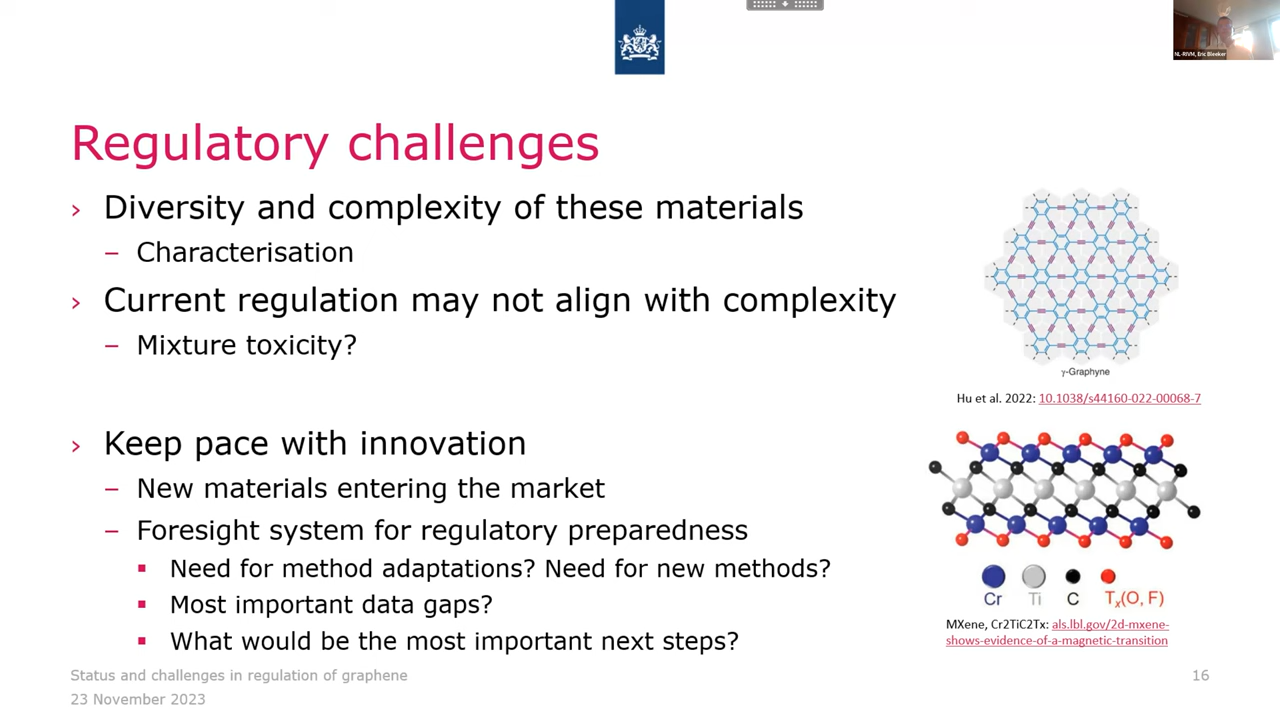 NL-RIVM, Eric Bleeker
Regulatory challenges
› Diversity and complexity of these materials
– Characterisation
› Current regulation may not align with complexity
– Mixture toxicity?
› Keep pace with innovation
– New materials entering the market
– Foresight system for regulatory preparedness
▪ Need for method adaptations? Need for new methods?
▪ Most important data gaps?
▪ What would be the most important next steps?
γ-Graphyne
Hu et al. 2022: 10.1038/s44160-022-00068-7
Cr Ti C Tx(O, F)
MXene, Cr2TiC2Tx: als.lbl.gov/2d-mxene-
shows-evidence-of-a-magnetic-transition
Status and challenges in regulation of graphene
23 November 2023
16